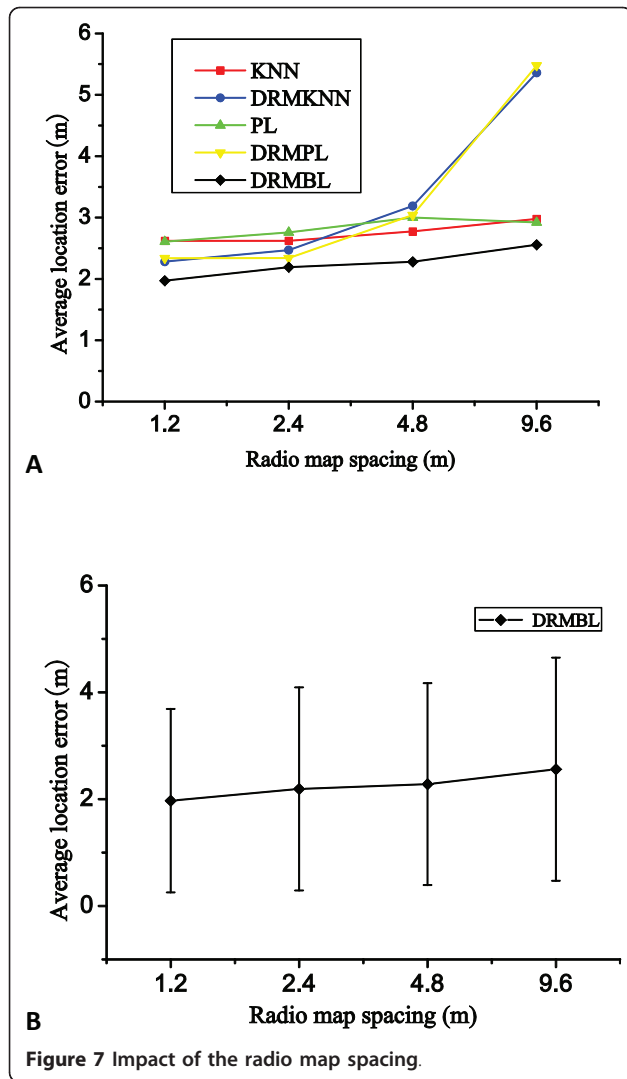 6
5
4
3
2
1
0
Average location error (m)
KNN
DRMKNN
PL
DRMPL
DRMBL
1.2 2.4 4.8 9.6
Radio map spacing (m)
A
6
4
2
0
Average location error (m)
DRMBL
1.2 2.4 4.8 9.6
Radio map spacing (m)
B
Figure 7 Impact of the radio map spacing.